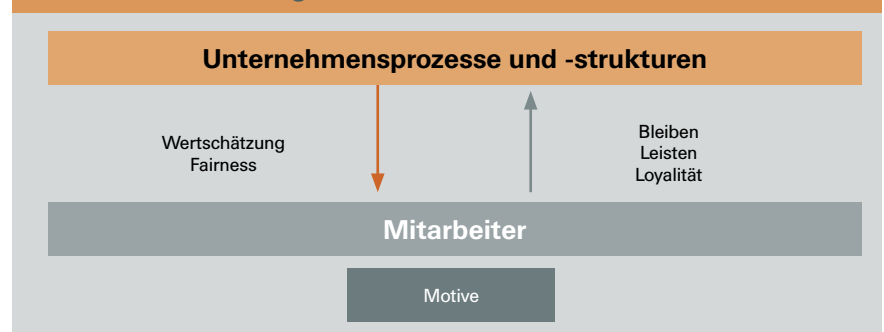 Unternehmensprozesse und -strukturen
Wertschätzung
Fairness
Bleiben
Leisten
Loyalität
Mitarbeiter
Motive